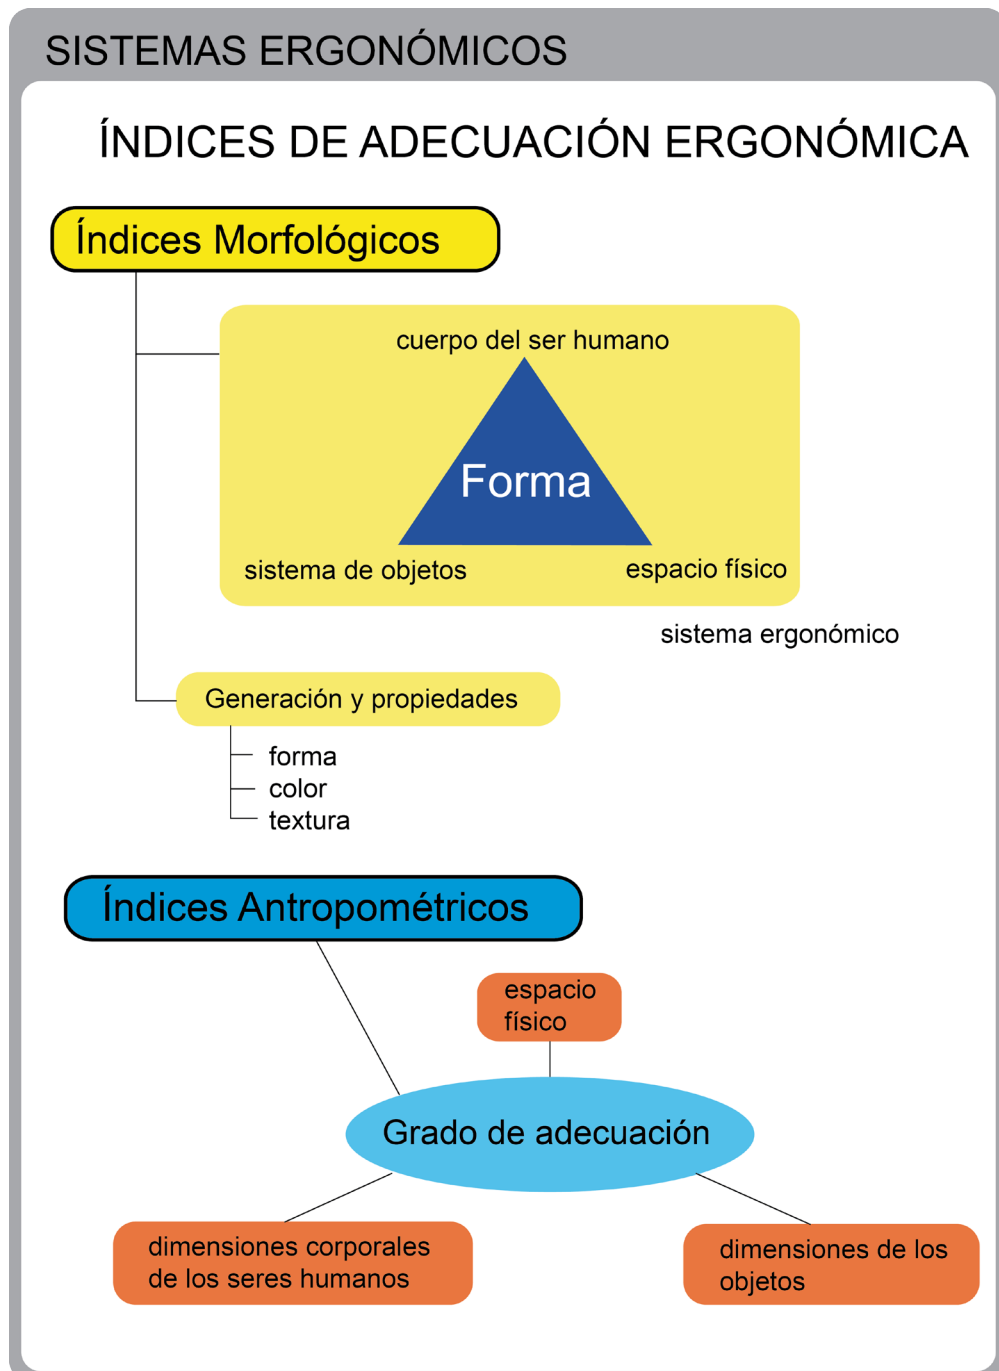 SISTEMAS ERGONÓMICOS
ÍNDICES DE ADECUACIÓN ERGONÓMICA
Índices Morfológicos
cuerpo del ser humano
Forma
sistema de objetos
espacio físico
sistema ergonómico
Generación y propiedades
forma
color
textura
Índices Antropométricos
espacio
físico
Grado de adecuación
dimensiones corporales
de los seres humanos
dimensiones de los
objetos